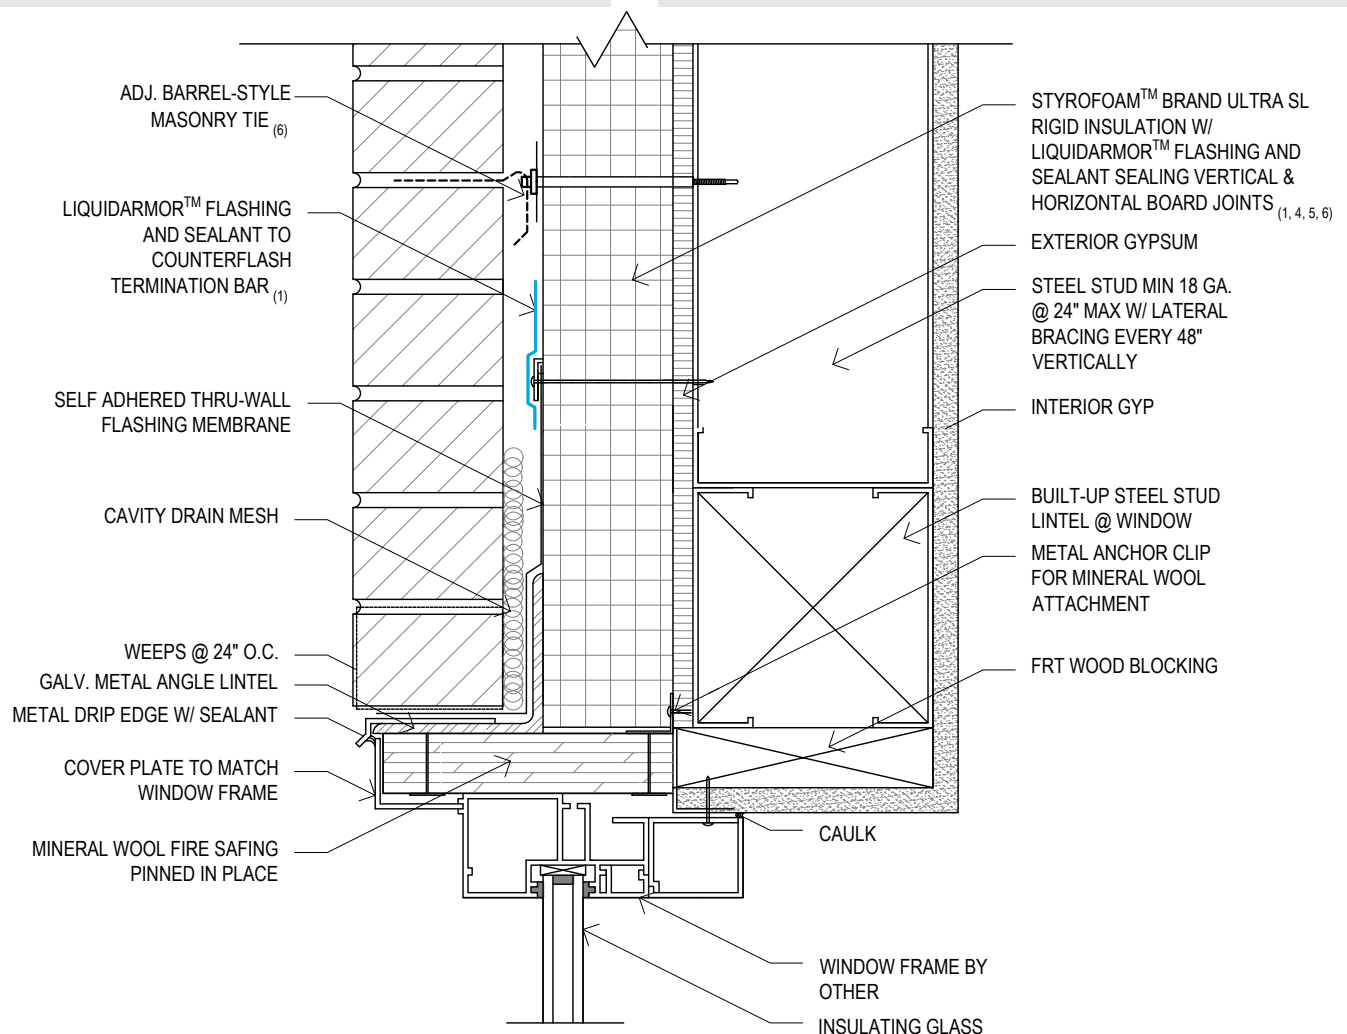 ADJ. BARREL-STYLE
MASONRY TIE (6)
LIQUIDARMOR™ FLASHING
AND SEALANT TO
COUNTERFLASH
TERMINATION BAR (1)
SELF ADHERED THRU-WALL
FLASHING MEMBRANE
CAVITY DRAIN MESH
WEEPS @ 24" O.C.
GALV. METAL ANGLE LINTEL
METAL DRIP EDGE W/ SEALANT
COVER PLATE TO MATCH
WINDOW FRAME
MINERAL WOOL FIRE SAFING
PINNED IN PLACE
STYROFOAM™ BRAND ULTRA SL
RIGID INSULATION W/
LIQUIDARMOR™ FLASHING AND
SEALANT SEALING VERTICAL &
HORIZONTAL BOARD JOINTS (1, 4, 5, 6)
EXTERIOR GYPSUM
STEEL STUD MIN 18 GA.
@ 24" MAX W/ LATERAL
BRACING EVERY 48"
VERTICALLY
INTERIOR GYP
BUILT-UP STEEL STUD
LINTEL @ WINDOW
METAL ANCHOR CLIP
FOR MINERAL WOOL
ATTACHMENT
FRT WOOD BLOCKING
CAULK
WINDOW FRAME BY
OTHER
INSULATING GLASS